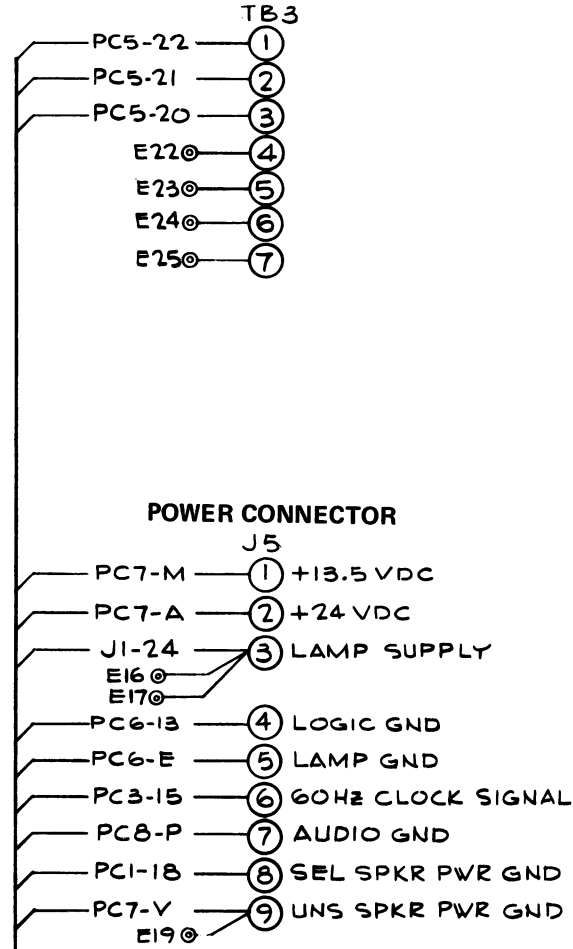 TB3
PC5-22 1
PC5-21 2
PC5-20 3
E22 4
E23 5
E24 6
E25 7
POWER CONNECTOR
J5
PC7-M 1 +13.5 VDC
PC7-A 2 +24 VDC
J1-24 3 LAMP SUPPLY
E16
E17
PC6-13 4 LOGIC GND
PC6-E 5 LAMP GND
PC3-15 6 60HZ CLOCK SIGNAL
PC8-P 7 AUDIO GND
PC1-18 8 SEL SPKR PWR GND
PC7-V 9 UNS SPKR PWR GND
E19